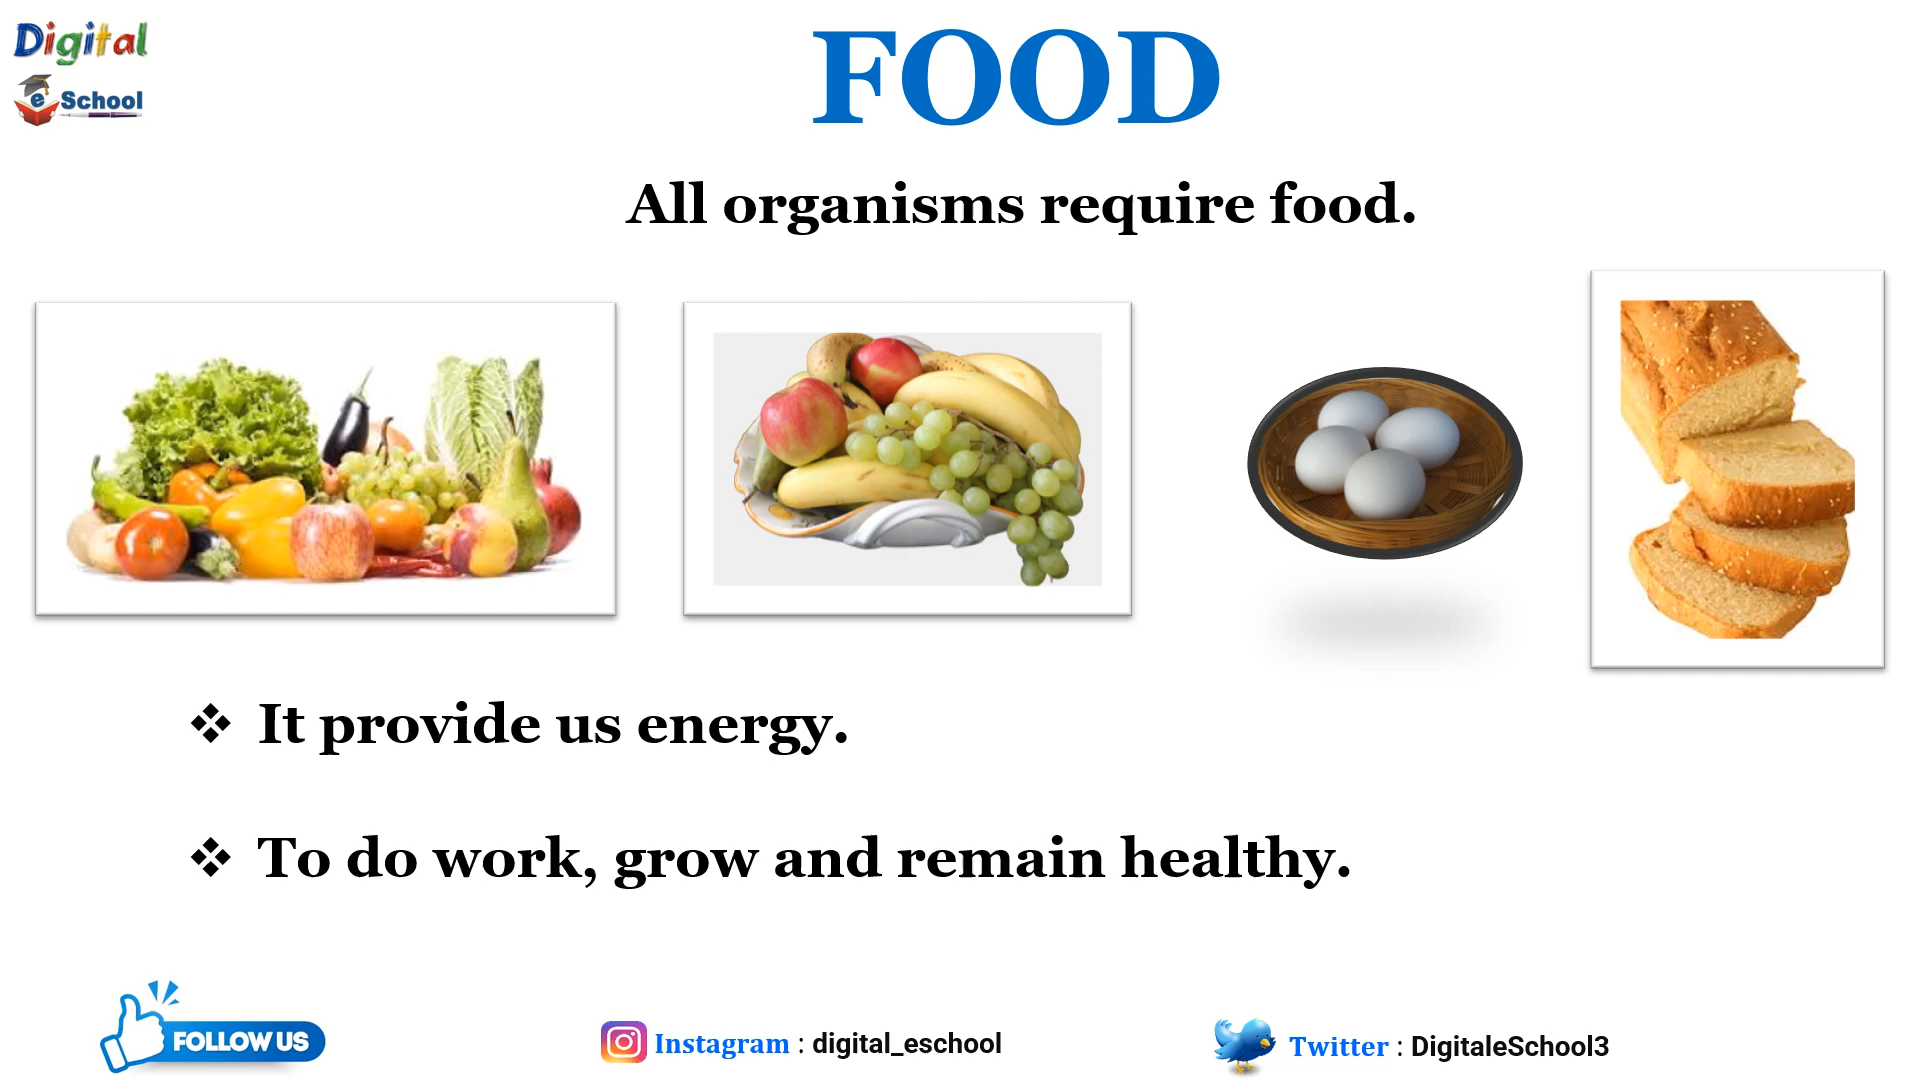 Digital
e School
FOOD
All organisms require food.
❖ It provide us energy.
❖ To do work, grow and remain healthy.
FOLLOW US
Instagram : digital_eschool
Twitter : DigitaleSchool3